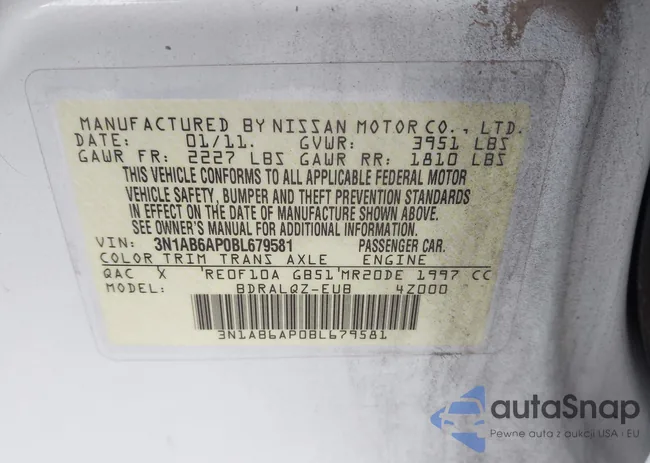 MANUFACTURED BY NISSAN MOTOR CO., LTD.
DATE: 01/11. GVWR: 3951 LBS
GAWR FR: 2227 LBS GAWR RR: 1810 LBS
THIS VEHICLE CONFORMS TO ALL APPLICABLE FEDERAL MOTOR
VEHICLE SAFETY, BUMPER AND THEFT PREVENTION STANDARDS
IN EFFECT ON THE DATE OF MANUFACTURE SHOWN ABOVE.
SEE OWNER'S MANUAL FOR ADDITIONAL INFORMATION.
VIN: 3N1AB6AP0BL679581 PASSENGER CAR.
COLOR TRIM TRANS AXLE ENGINE
QAC X 'RE0F10A GB51'MR20DE 1997 CC
MODEL: BDRALQZ-EUB 4Z000
3N1AB6AP0BL679581
autaSnap
Pewne auta z aukcji USA i EU